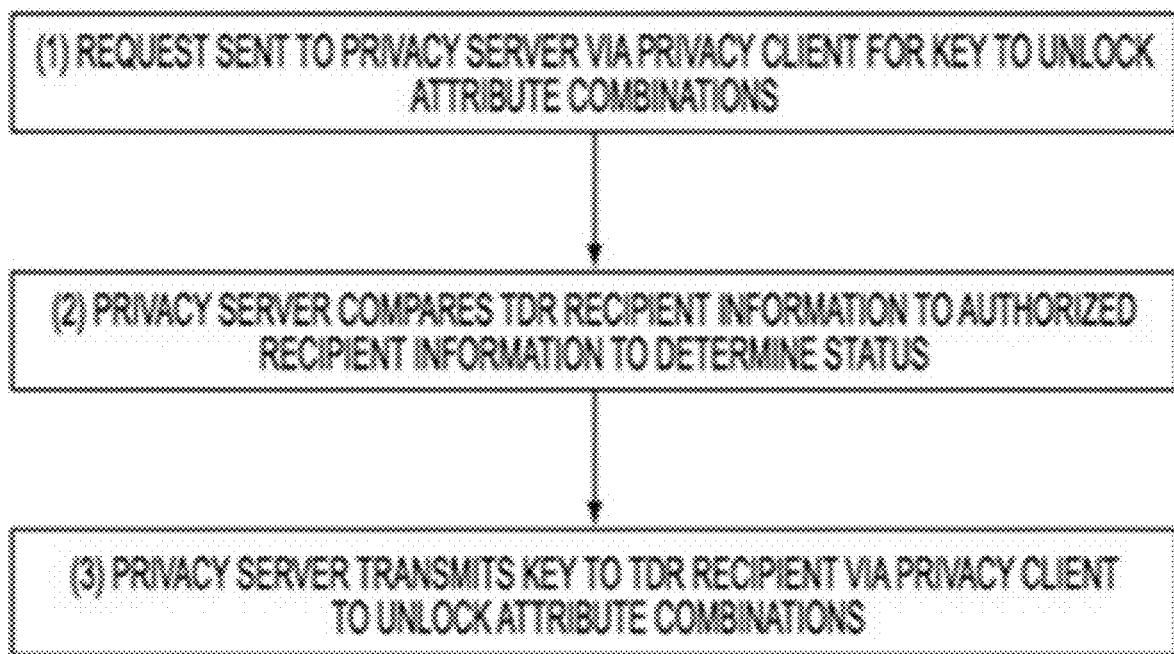 (1) REQUEST SENT TO PRIVACY SERVER VIA PRIVACY CLIENT FOR KEY TO UNLOCK
ATTRIBUTE COMBINATIONS
(2) PRIVACY SERVER COMPARES TDR RECIPIENT INFORMATION TO AUTHORIZED
RECIPIENT INFORMATION TO DETERMINE STATUS
(3) PRIVACY SERVER TRANSMITS KEY TO TDR RECIPIENT VIA PRIVACY CLIENT
TO UNLOCK ATTRIBUTE COMBINATIONS